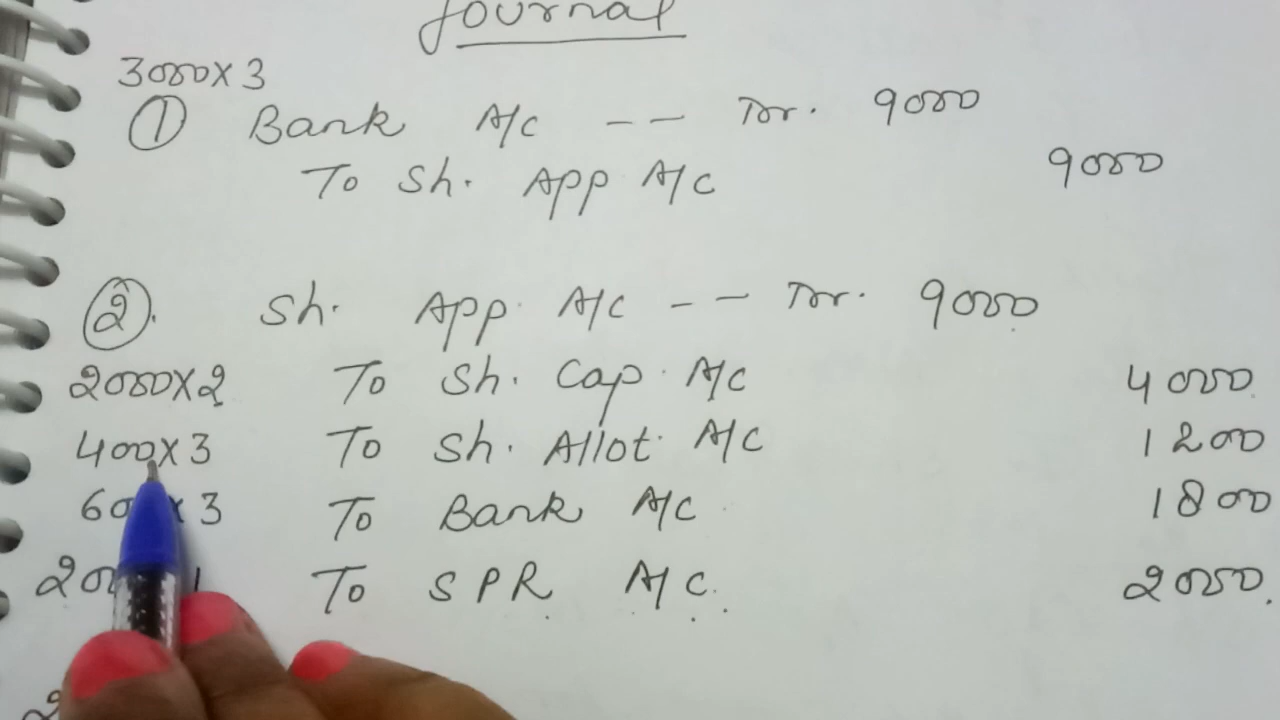 Journal
3000x3
① Bank A/c -- Dr. 9000
To Sh. App A/c 9000
②. Sh. App. A/c -- Dr. 9000
2000x2 To Sh. Cap. A/c 4000
400x3 To Sh. Allot. A/c 1200
x3 To Bank A/c 1800
To SPR A/c. 2000.